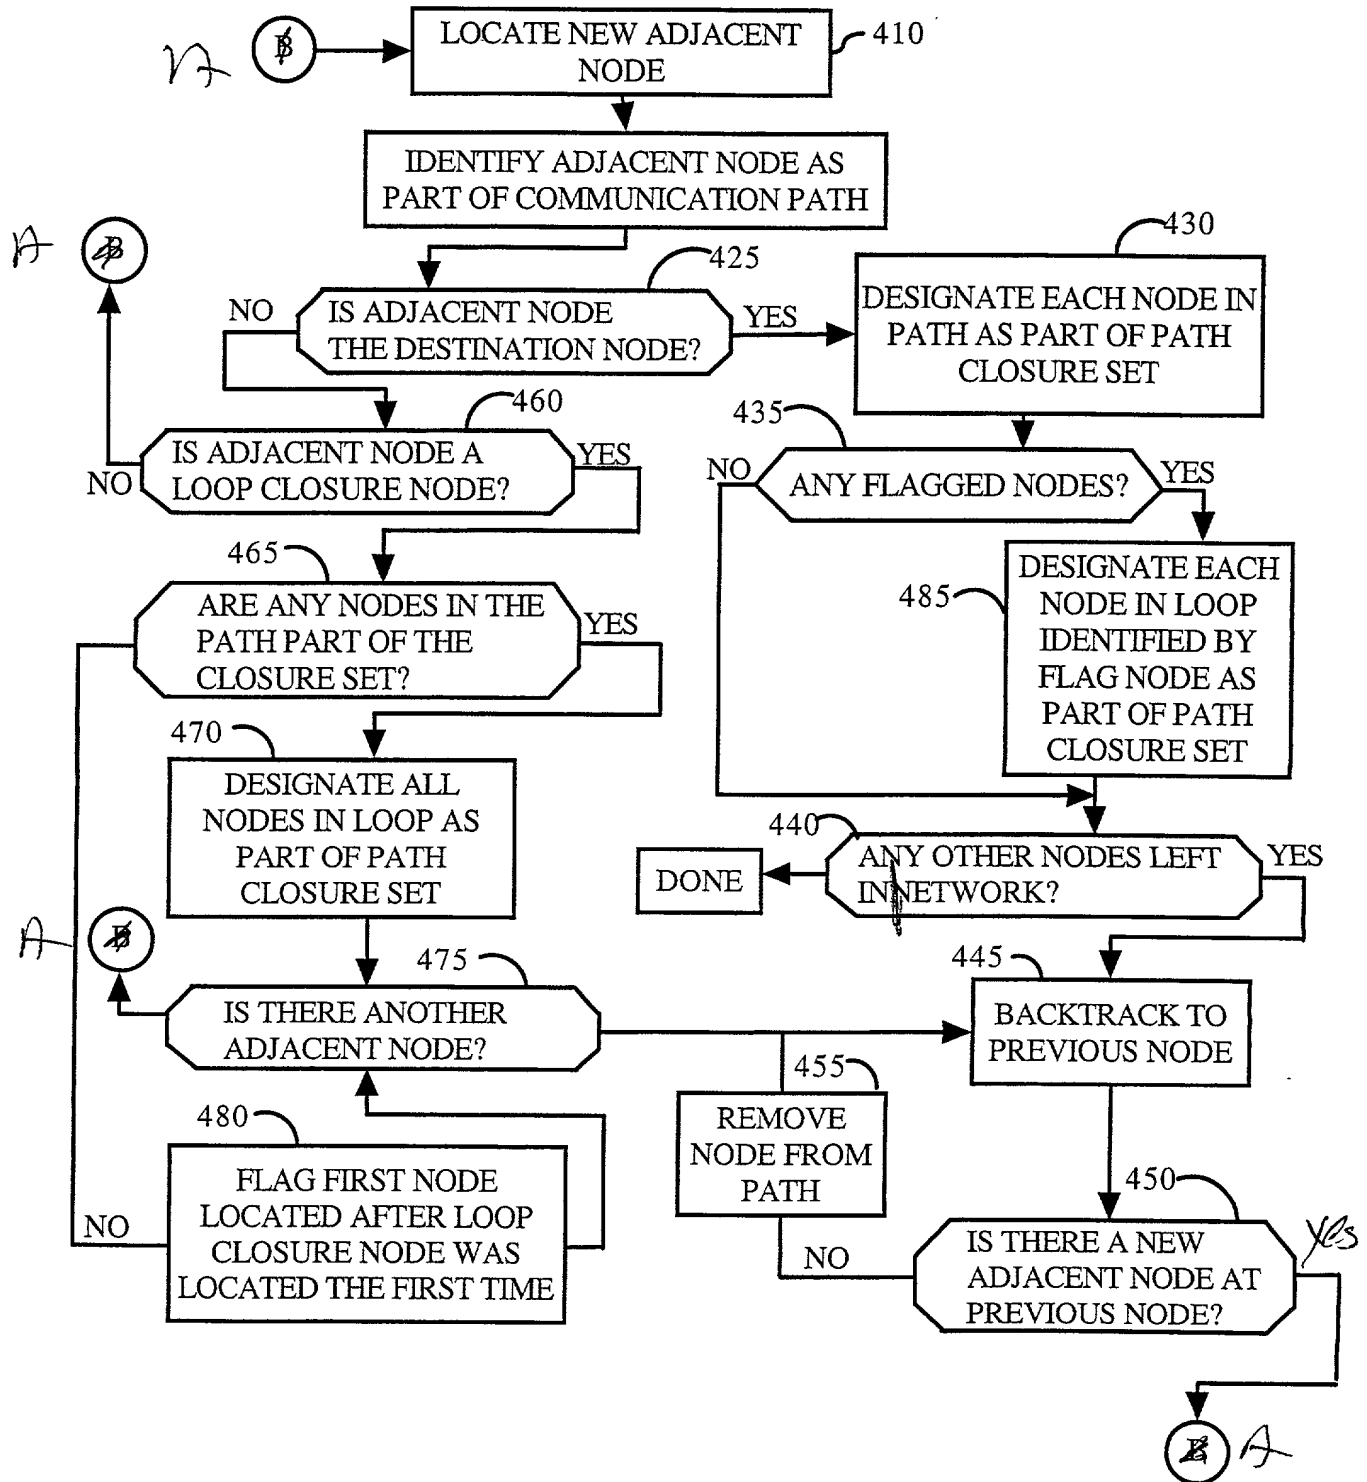 A
B
LOCATE NEW ADJACENT
NODE
410
IDENTIFY ADJACENT NODE AS
PART OF COMMUNICATION PATH
A
B
425
NO
IS ADJACENT NODE
THE DESTINATION NODE?
YES
430
DESIGNATE EACH NODE IN
PATH AS PART OF PATH
CLOSURE SET
460
NO
IS ADJACENT NODE A
LOOP CLOSURE NODE?
YES
435
NO
ANY FLAGGED NODES?
YES
465
ARE ANY NODES IN THE
PATH PART OF THE
CLOSURE SET?
YES
485
DESIGNATE EACH
NODE IN LOOP
IDENTIFIED BY
FLAG NODE AS
PART OF PATH
CLOSURE SET
470
DESIGNATE ALL
NODES IN LOOP AS
PART OF PATH
CLOSURE SET
440
DONE
ANY OTHER NODES LEFT
IN NETWORK?
YES
A
B
475
IS THERE ANOTHER
ADJACENT NODE?
445
BACKTRACK TO
PREVIOUS NODE
455
REMOVE
NODE FROM
PATH
NO
480
NO
FLAG FIRST NODE
LOCATED AFTER LOOP
CLOSURE NODE WAS
LOCATED THE FIRST TIME
450
IS THERE A NEW
ADJACENT NODE AT
PREVIOUS NODE?
yes
B
A